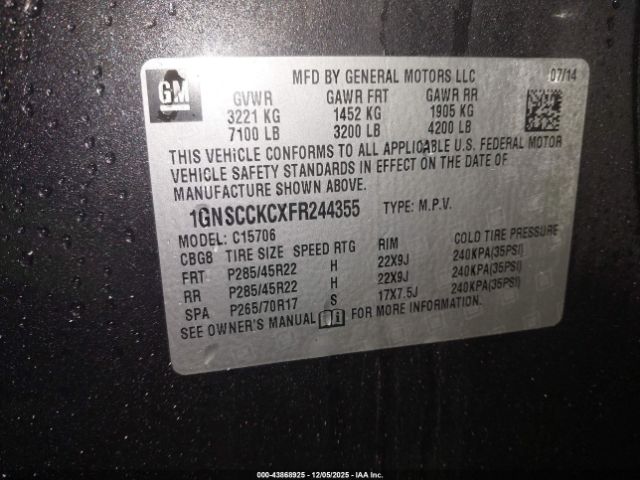 GM
MFD BY GENERAL MOTORS LLC 07/14
GVWR GAWR FRT GAWR RR
3221 KG 1452 KG 1905 KG
7100 LB 3200 LB 4200 LB
THIS VEHICLE CONFORMS TO ALL APPLICABLE U.S. FEDERAL MOTOR
VEHICLE SAFETY STANDARDS IN EFFECT ON THE DATE OF
MANUFACTURE SHOWN ABOVE.
1GNSCCKCXFR244355 TYPE: M.P.V.
MODEL: C15706
CBG8 TIRE SIZE SPEED RTG RIM COLD TIRE PRESSURE
FRT P285/45R22 H 22X9J 240KPA(35PSI)
RR P285/45R22 H 22X9J 240KPA(35PSI)
SPA P265/70R17 S 17X7.5J 240KPA(35PSI)
SEE OWNER'S MANUAL FOR MORE INFORMATION.
000-43868925 - 12/05/2025 - IAA Inc.